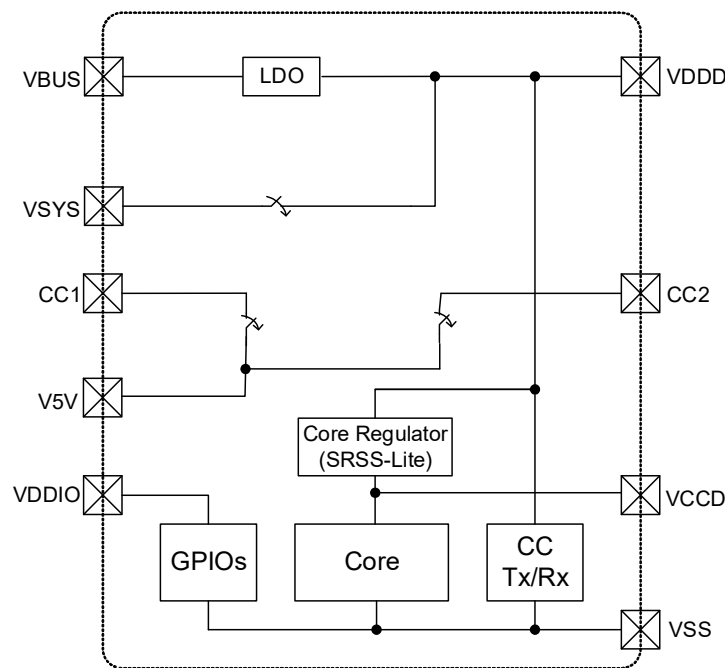 VBUS
LDO
VDDD
VSYS
CC1
CC2
V5V
Core Regulator
(SRSS-Lite)
VDDIO
VCCD
GPIOs
Core
CC
Tx/Rx
VSS